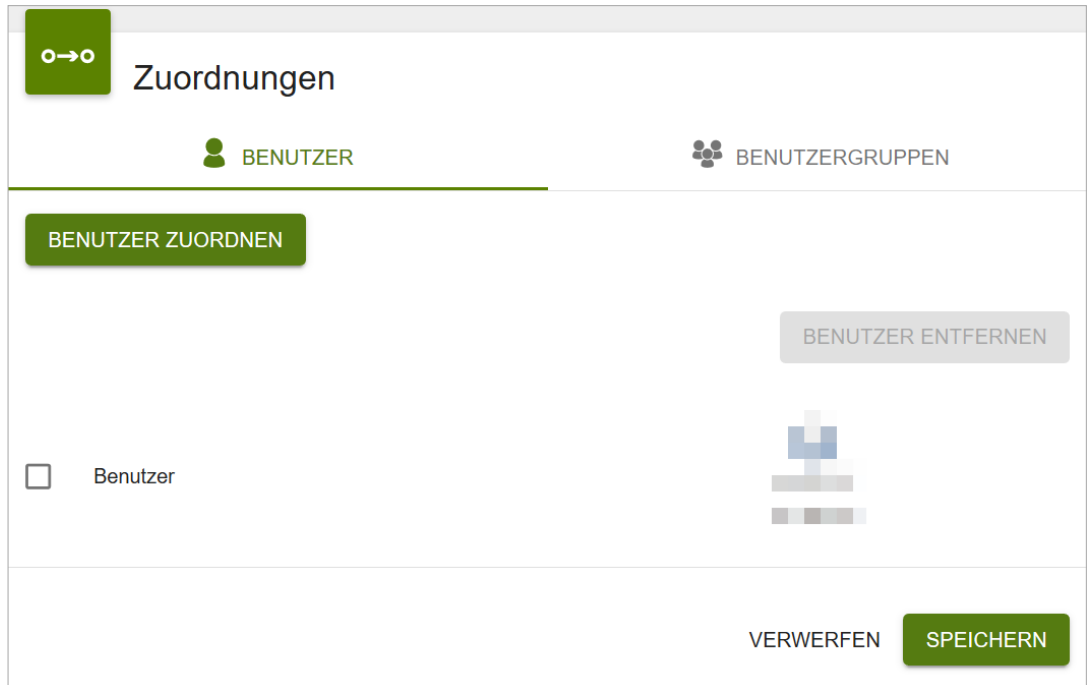 Zuordnungen
BENUTZER
BENUTZERGRUPPEN
BENUTZER ZUORDNEN
BENUTZER ENTFERNEN
Benutzer
VERWERFEN
SPEICHERN